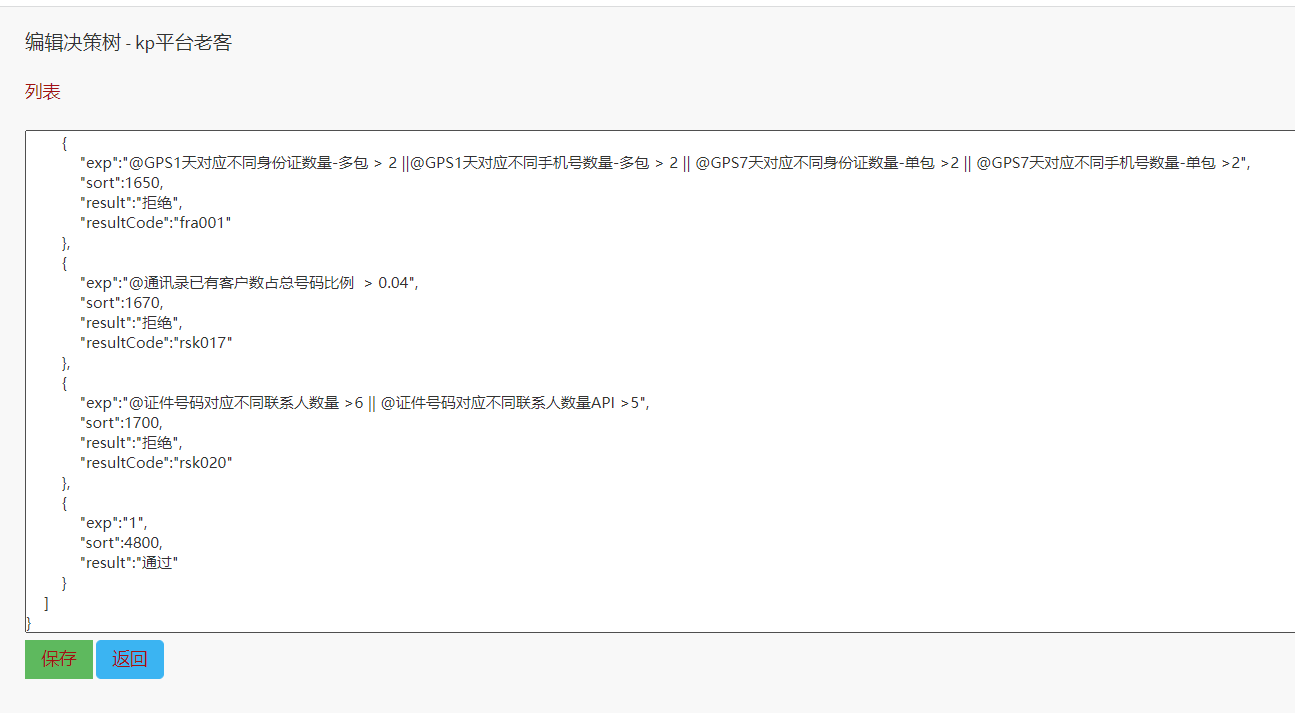 编辑决策树 - kp平台老客
列表
{
"exp":"@GPS1天对应不同身份证数量-多包 > 2 ||@GPS1天对应不同手机号数量-多包 > 2 || @GPS7天对应不同身份证数量-单包 >2 || @GPS7天对应不同手机号数量-单包 >2",
"sort":1650,
"result":"拒绝",
"resultCode":"fra001"
},
{
"exp":"@通讯录已有客户数占总号码比例  > 0.04",
"sort":1670,
"result":"拒绝",
"resultCode":"rsk017"
},
{
"exp":"@证件号码对应不同联系人数量 >6 || @证件号码对应不同联系人数量API >5",
"sort":1700,
"result":"拒绝",
"resultCode":"rsk020"
},
{
"exp":"1",
"sort":4800,
"result":"通过"
}
]
}
保存 返回